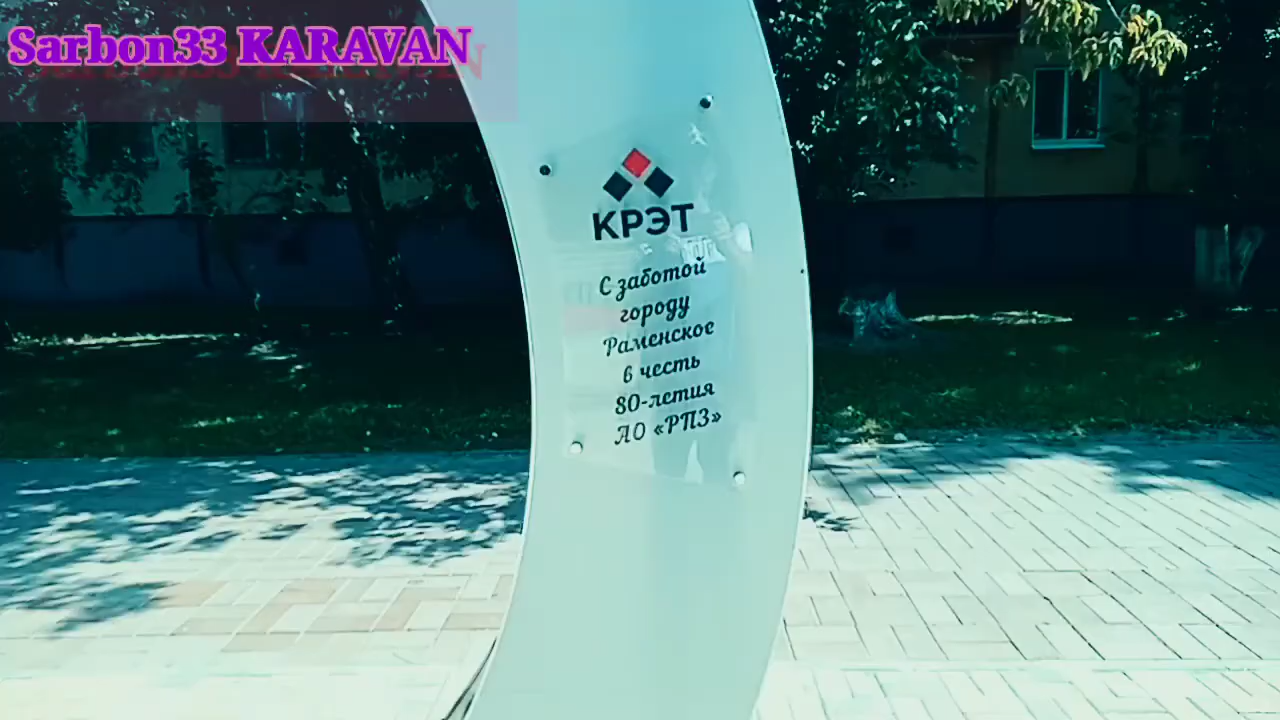 Sarbon33 KARAVAN
КРЭТ
С заботой
городу
Раменское
в честь
80-летия
АО «РПЗ»